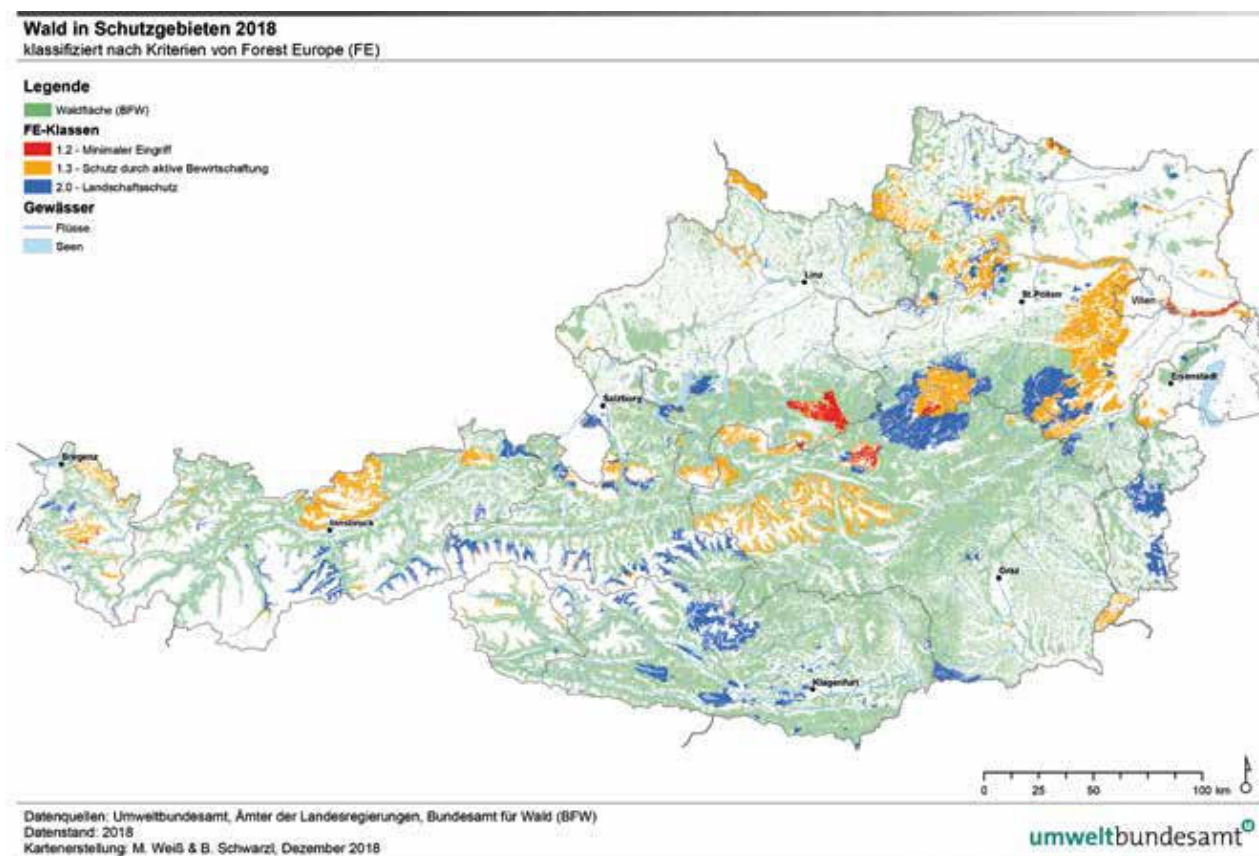 Wald in Schutzgebieten 2018
klassifiziert nach Kriterien von Forest Europe (FE)
Legende
Waldfläche (BFW)
FE-Klassen
1.2 - Minimaler Eingriff
1.3 - Schutz durch aktive Bewirtschaftung
2.0 - Landschaftsschutz
Gewässer
Flüsse
Seen
Linz
St.Pölten
Wien
Eisenstadt
Salzburg
Bregenz
Innsbruck
Graz
Klagenfurt
0 25 50 100 km
Datenquellen: Umweltbundesamt, Ämter der Landesregierungen, Bundesamt für Wald (BFW)
Datenstand: 2018
Kartenerstellung: M. Weiß & B. Schwarzl, Dezember 2018
umweltbundesamt